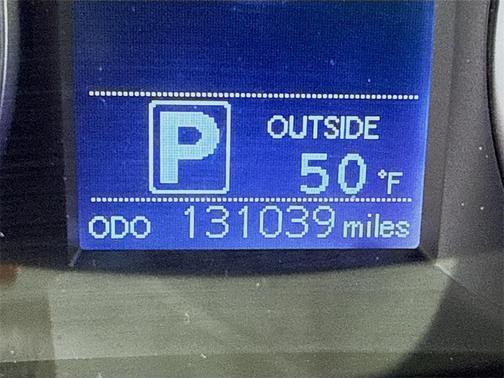 P
OUTSIDE
50 °F
ODO 131039 miles